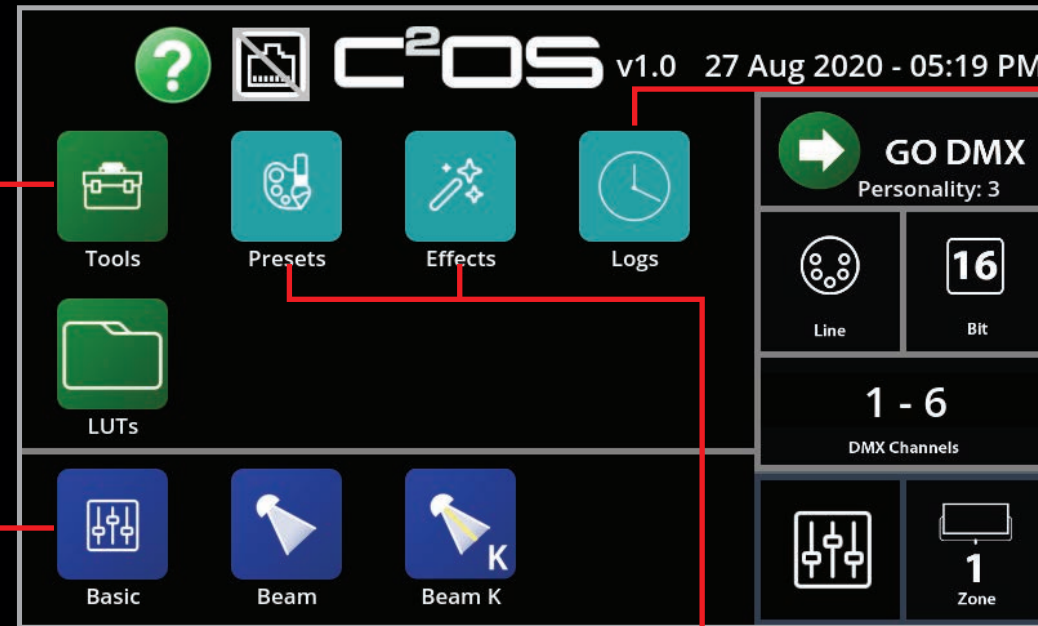 ?
C²OS v1.0 27 Aug 2020 - 05:19 PM
GO DMX
Personality: 3
Tools Presets Effects Logs
16
Line Bit
LUTs
1 - 6
DMX Channels
K
1
Zone
Basic Beam Beam K